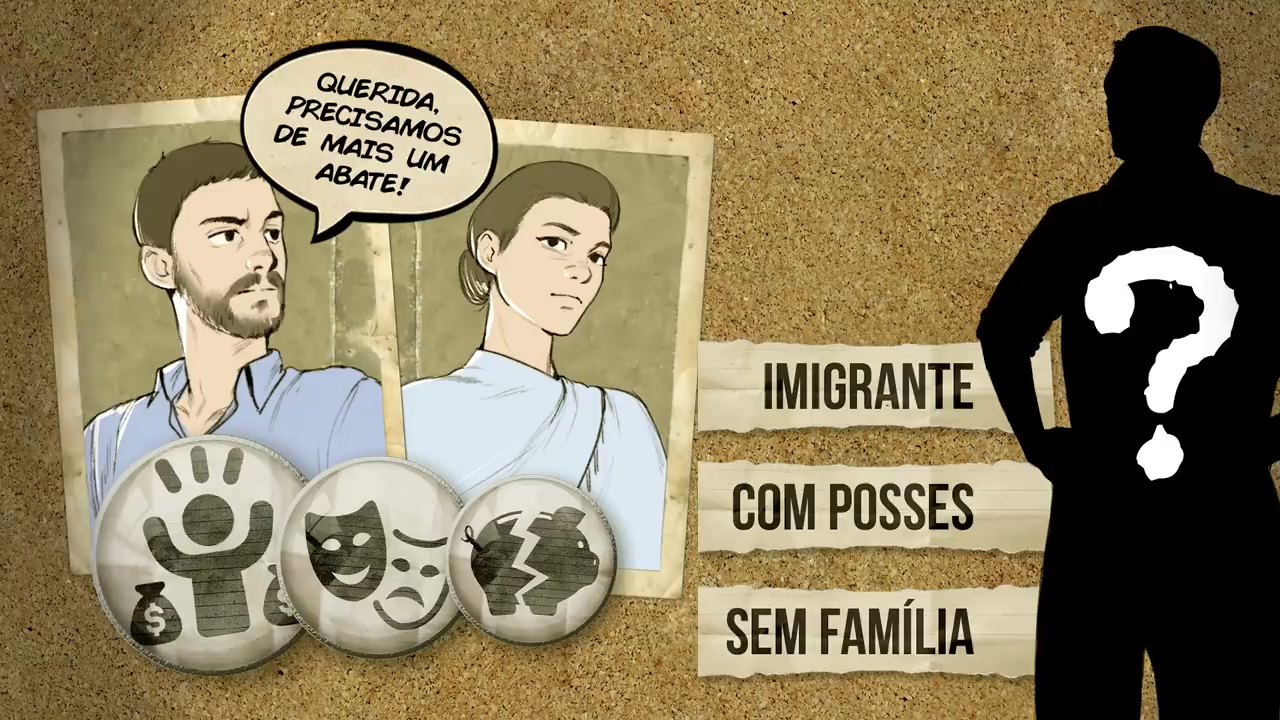 QUERIDA,
PRECISAMOS
DE MAIS UM
ABATE!
IMIGRANTE
COM POSSES
SEM FAMÍLIA
$
$
?